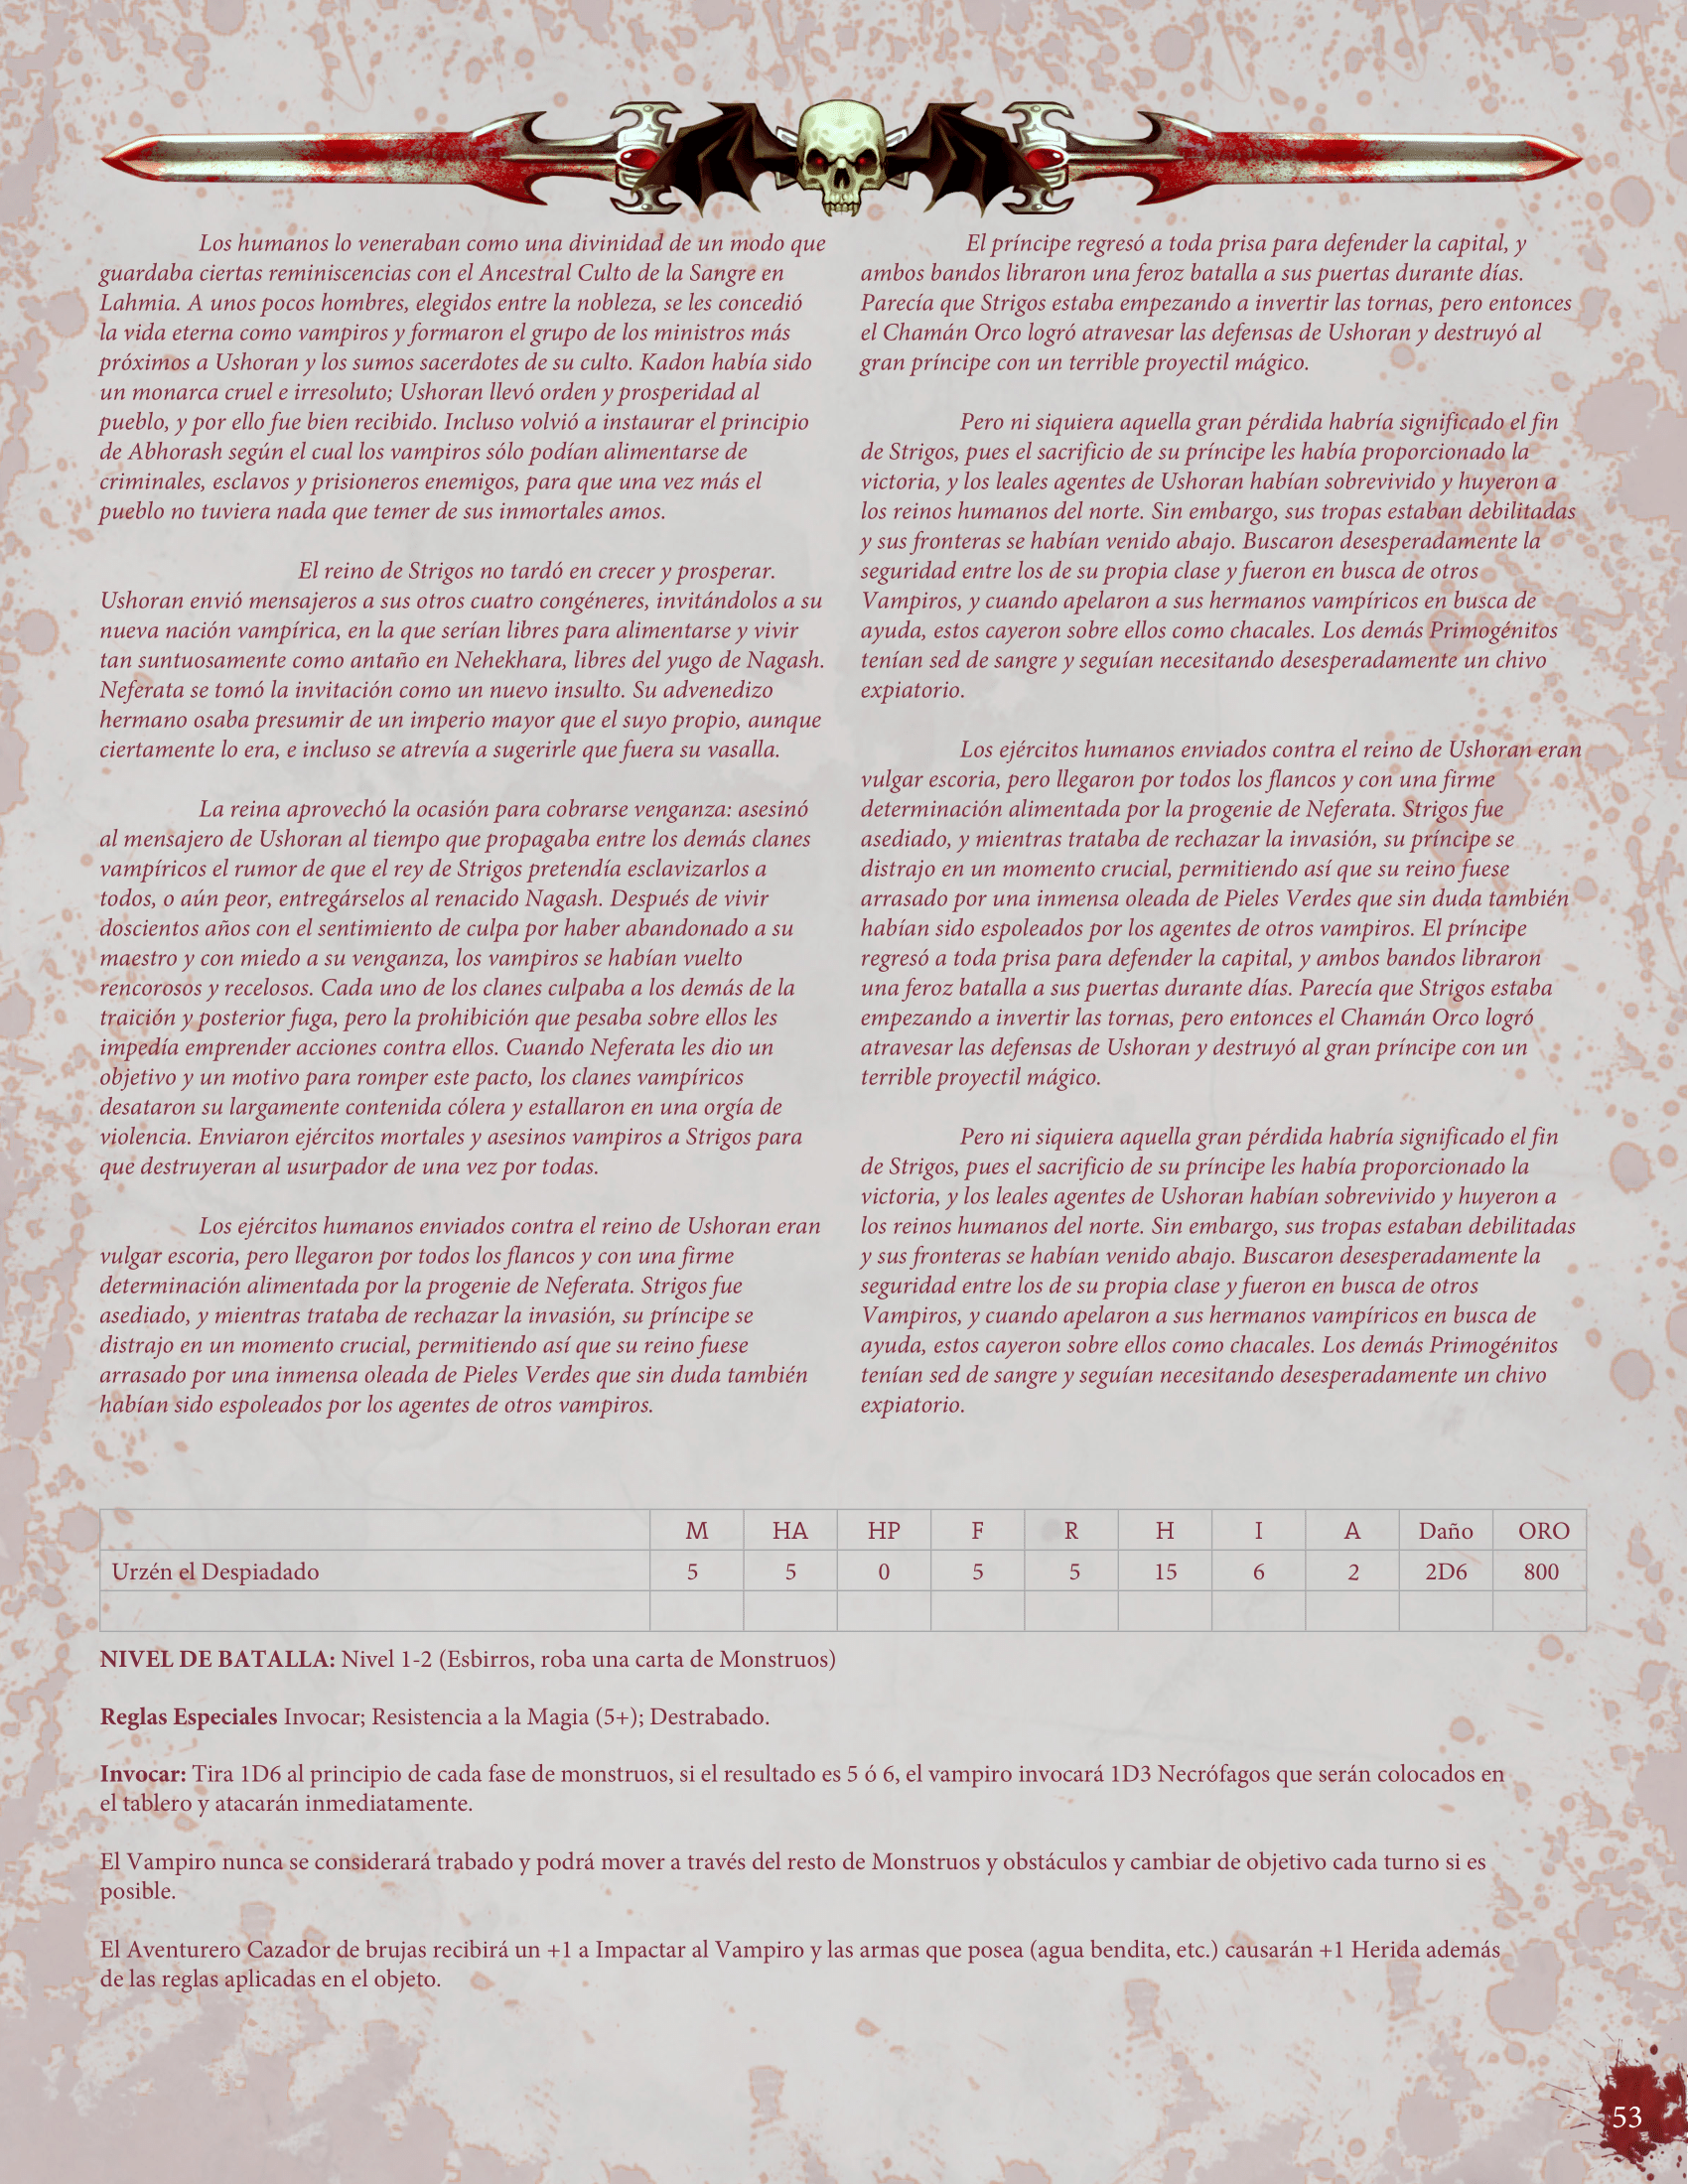 Los humanos lo veneraban como una divinidad de un modo que
guardaba ciertas reminiscencias con el Ancestral Culto de la Sangre en
Lahmia. A unos pocos hombres, elegidos entre la nobleza, se les concedió
la vida eterna como vampiros y formaron el grupo de los ministros más
próximos a Ushoran y los sumos sacerdotes de su culto. Kadon había sido
un monarca cruel e irresoluto; Ushoran llevó orden y prosperidad al
pueblo, y por ello fue bien recibido. Incluso volvió a instaurar el principio
de Abhorash según el cual los vampiros sólo podían alimentarse de
criminales, esclavos y prisioneros enemigos, para que una vez más el
pueblo no tuviera nada que temer de sus inmortales amos.
El reino de Strigos no tardó en crecer y prosperar.
Ushoran envió mensajeros a sus otros cuatro congéneres, invitándolos a su
nueva nación vampírica, en la que serían libres para alimentarse y vivir
tan suntuosamente como antaño en Nehekhara, libres del yugo de Nagash.
Neferata se tomó la invitación como un nuevo insulto. Su advenedizo
hermano osaba presumir de un imperio mayor que el suyo propio, aunque
ciertamente lo era, e incluso se atrevía a sugerirle que fuera su vasalla.
La reina aprovechó la ocasión para cobrarse venganza: asesinó
al mensajero de Ushoran al tiempo que propagaba entre los demás clanes
vampíricos el rumor de que el rey de Strigos pretendía esclavizarlos a
todos, o aún peor, entregárselos al renacido Nagash. Después de vivir
doscientos años con el sentimiento de culpa por haber abandonado a su
maestro y con miedo a su venganza, los vampiros se habían vuelto
rencorosos y recelosos. Cada uno de los clanes culpaba a los demás de la
traición y posterior fuga, pero la prohibición que pesaba sobre ellos les
impedía emprender acciones contra ellos. Cuando Neferata les dio un
objetivo y un motivo para romper este pacto, los clanes vampíricos
desataron su largamente contenida cólera y estallaron en una orgía de
violencia. Enviaron ejércitos mortales y asesinos vampiros a Strigos para
que destruyeran al usurpador de una vez por todas.
Los ejércitos humanos enviados contra el reino de Ushoran eran
vulgar escoria, pero llegaron por todos los flancos y con una firme
determinación alimentada por la progenie de Neferata. Strigos fue
asediado, y mientras trataba de rechazar la invasión, su príncipe se
distrajo en un momento crucial, permitiendo así que su reino fuese
arrasado por una inmensa oleada de Pieles Verdes que sin duda también
habían sido espoleados por los agentes de otros vampiros.
El príncipe regresó a toda prisa para defender la capital, y
ambos bandos libraron una feroz batalla a sus puertas durante días.
Parecía que Strigos estaba empezando a invertir las tornas, pero entonces
el Chamán Orco logró atravesar las defensas de Ushoran y destruyó al
gran príncipe con un terrible proyectil mágico.
Pero ni siquiera aquella gran pérdida habría significado el fin
de Strigos, pues el sacrificio de su príncipe les había proporcionado la
victoria, y los leales agentes de Ushoran habían sobrevivido y huyeron a
los reinos humanos del norte. Sin embargo, sus tropas estaban debilitadas
y sus fronteras se habían venido abajo. Buscaron desesperadamente la
seguridad entre los de su propia clase y fueron en busca de otros
Vampiros, y cuando apelaron a sus hermanos vampíricos en busca de
ayuda, estos cayeron sobre ellos como chacales. Los demás Primogénitos
tenían sed de sangre y seguían necesitando desesperadamente un chivo
expiatorio.
Los ejércitos humanos enviados contra el reino de Ushoran eran
vulgar escoria, pero llegaron por todos los flancos y con una firme
determinación alimentada por la progenie de Neferata. Strigos fue
asediado, y mientras trataba de rechazar la invasión, su príncipe se
distrajo en un momento crucial, permitiendo así que su reino fuese
arrasado por una inmensa oleada de Pieles Verdes que sin duda también
habían sido espoleados por los agentes de otros vampiros. El príncipe
regresó a toda prisa para defender la capital, y ambos bandos libraron
una feroz batalla a sus puertas durante días. Parecía que Strigos estaba
empezando a invertir las tornas, pero entonces el Chamán Orco logró
atravesar las defensas de Ushoran y destruyó al gran príncipe con un
terrible proyectil mágico.
Pero ni siquiera aquella gran pérdida habría significado el fin
de Strigos, pues el sacrificio de su príncipe les había proporcionado la
victoria, y los leales agentes de Ushoran habían sobrevivido y huyeron a
los reinos humanos del norte. Sin embargo, sus tropas estaban debilitadas
y sus fronteras se habían venido abajo. Buscaron desesperadamente la
seguridad entre los de su propia clase y fueron en busca de otros
Vampiros, y cuando apelaron a sus hermanos vampíricos en busca de
ayuda, estos cayeron sobre ellos como chacales. Los demás Primogénitos
tenían sed de sangre y seguían necesitando desesperadamente un chivo
expiatorio.
M HA HP F R H I A Daño ORO
Urzén el Despiadado 5 5 0 5 5 15 6 2 2D6 800
NIVEL DE BATALLA: Nivel 1-2 (Esbirros, roba una carta de Monstruos)
Reglas Especiales Invocar; Resistencia a la Magia (5+); Destrabado.
Invocar: Tira 1D6 al principio de cada fase de monstruos, si el resultado es 5 ó 6, el vampiro invocará 1D3 Necrófagos que serán colocados en
el tablero y atacarán inmediatamente.
El Vampiro nunca se considerará trabado y podrá mover a través del resto de Monstruos y obstáculos y cambiar de objetivo cada turno si es
posible.
El Aventurero Cazador de brujas recibirá un +1 a Impactar al Vampiro y las armas que posea (agua bendita, etc.) causarán +1 Herida además
de las reglas aplicadas en el objeto.
53